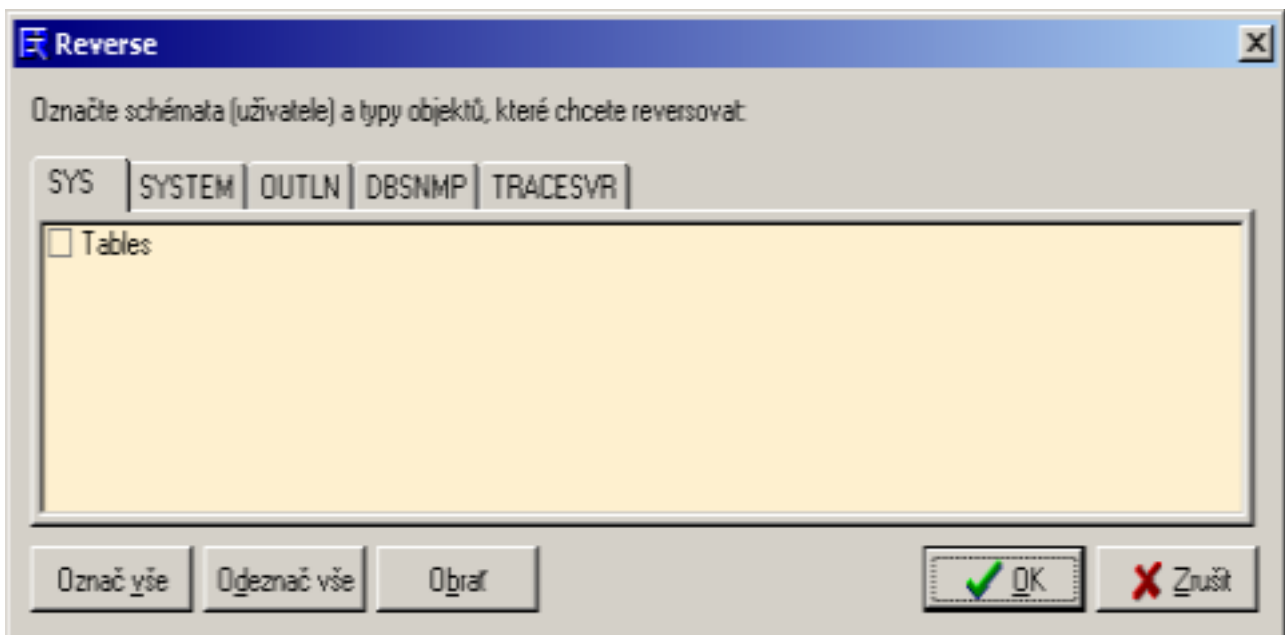 Reverse
Označte schémata (uživatele) a typy objektů, které chcete reversovat:
SYS SYSTEM OUTLN DBSNMP TRACESVR
Tables
Označ vše Odeznač vše Obrať OK Zrušit